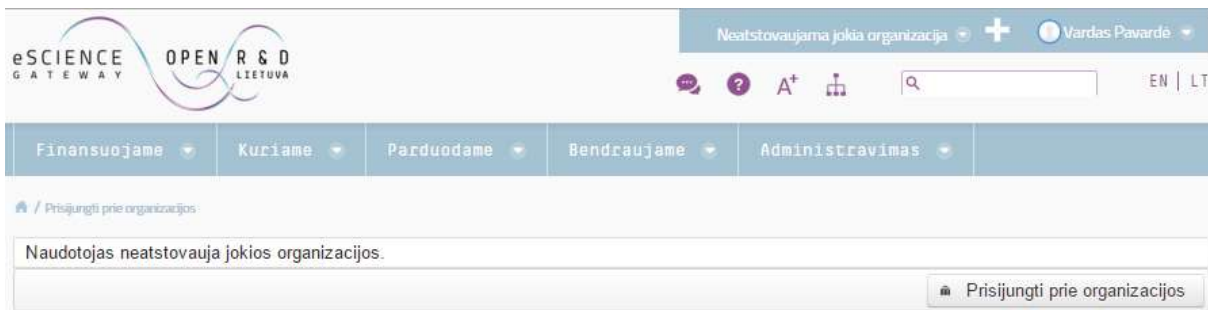 Neatstovaujama jokia organizacija
Vardas Pavardė
eSCIENCE
GATEWAY
OPEN R & D
LIETUVA
A+
EN | LT
Finansuojame
Kuriame
Parduodame
Bendraujame
Administravimas
/ Prisijungti prie organizacijos
Naudotojas neatstovauja jokios organizacijos.
Prisijungti prie organizacijos